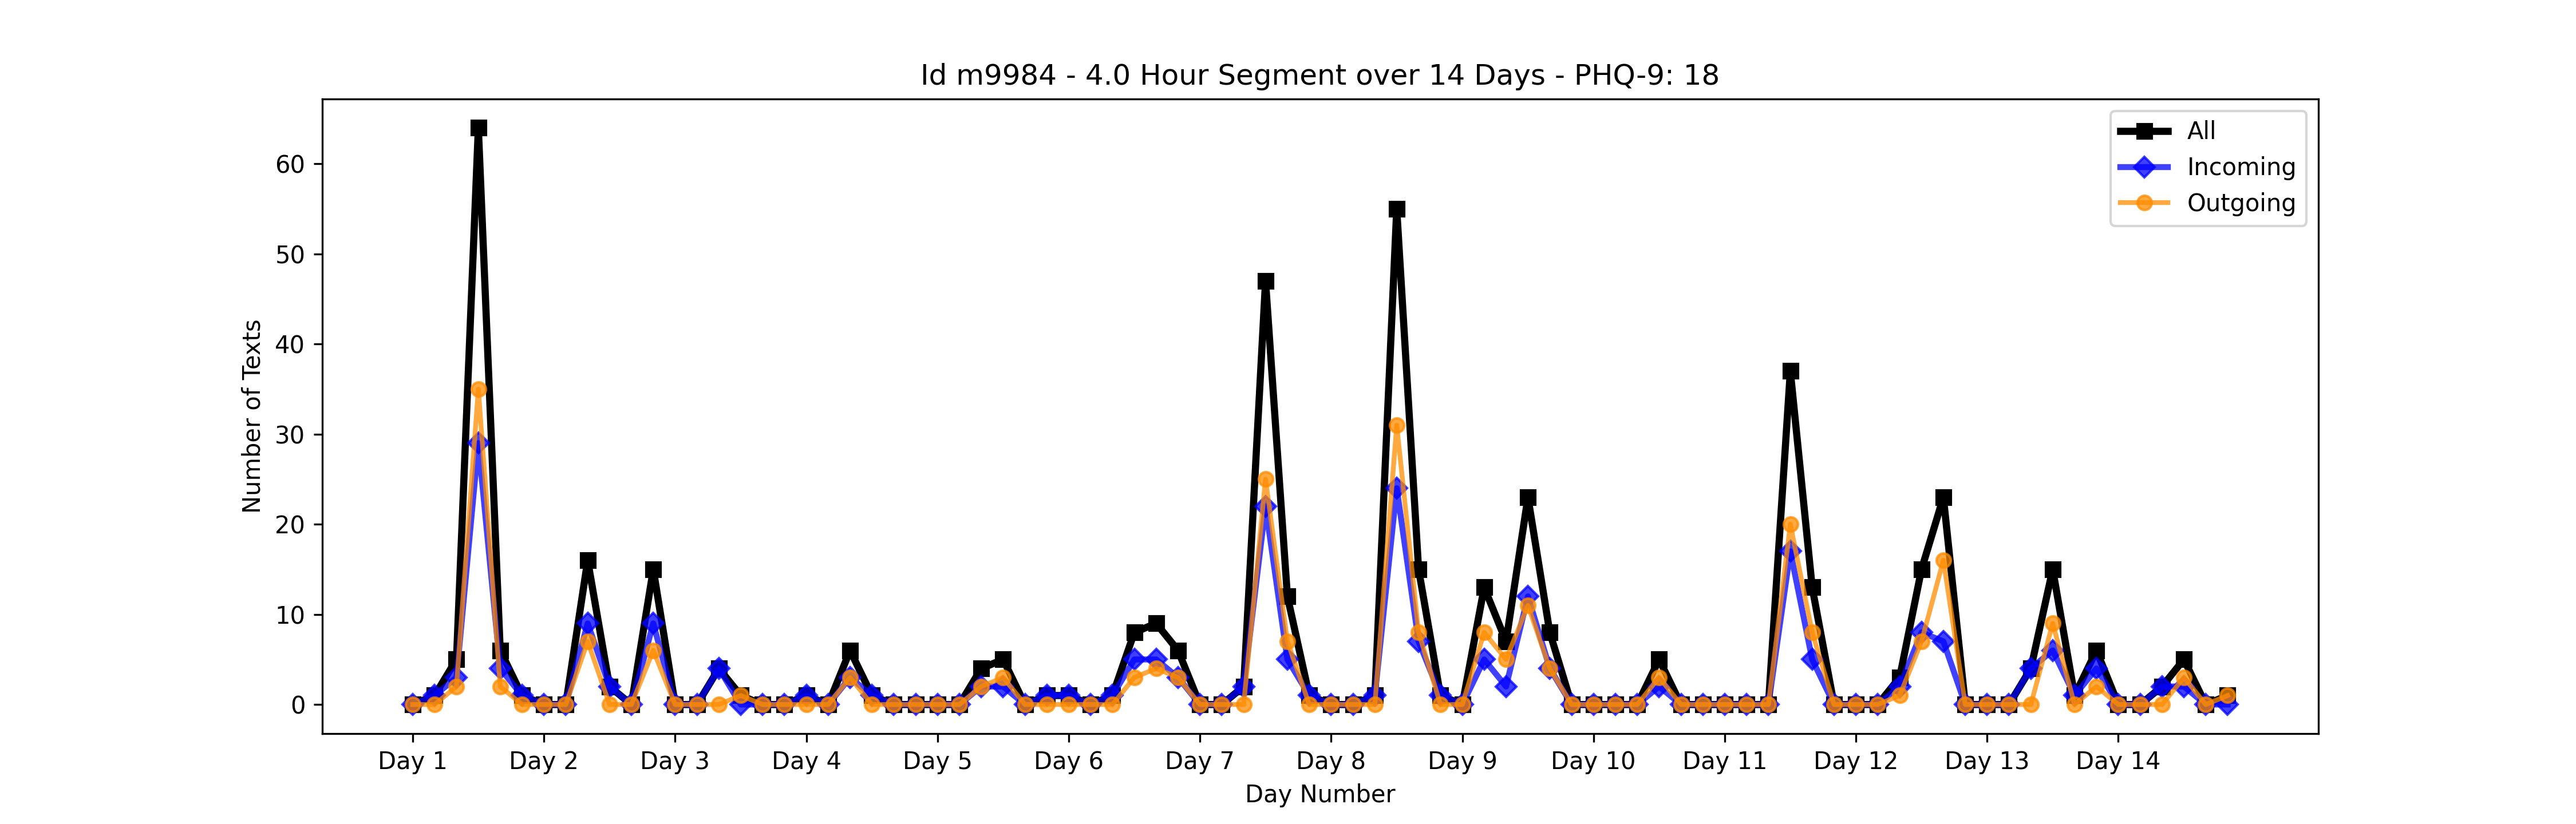 Id m9984 - 4.0 Hour Segment over 14 Days - PHQ-9: 18
All
Incoming
Outgoing
60
50
40
30
20
10
0
Number of Texts
Day 1 Day 2 Day 3 Day 4 Day 5 Day 6 Day 7 Day 8 Day 9 Day 10 Day 11 Day 12 Day 13 Day 14
Day Number